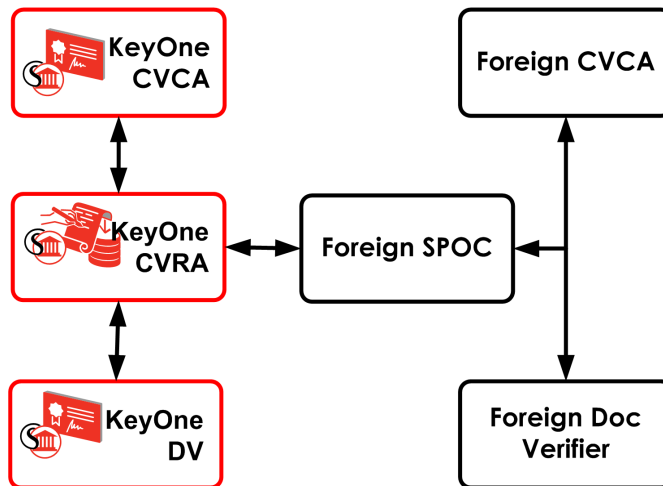 KeyOne
CVCA
Foreign CVCA
KeyOne
CVRA
Foreign SPOC
KeyOne
DV
Foreign Doc
Verifier